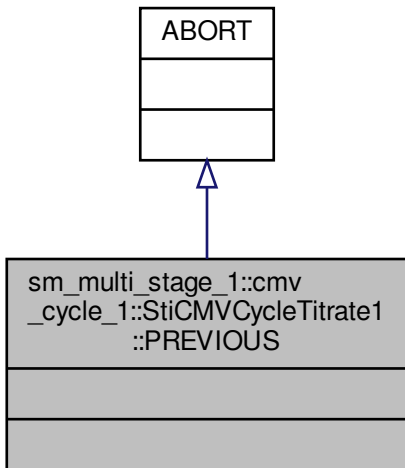 ABORT
sm_multi_stage_1::cmv
_cycle_1::StiCMVCycleTitrate1
::PREVIOUS